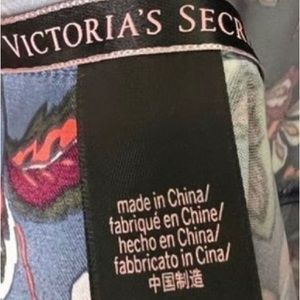 VICTORIA'S SECR
made in China/
fabriqué en Chine/
hecho en China/
fabbricato in Cina/
中国制造